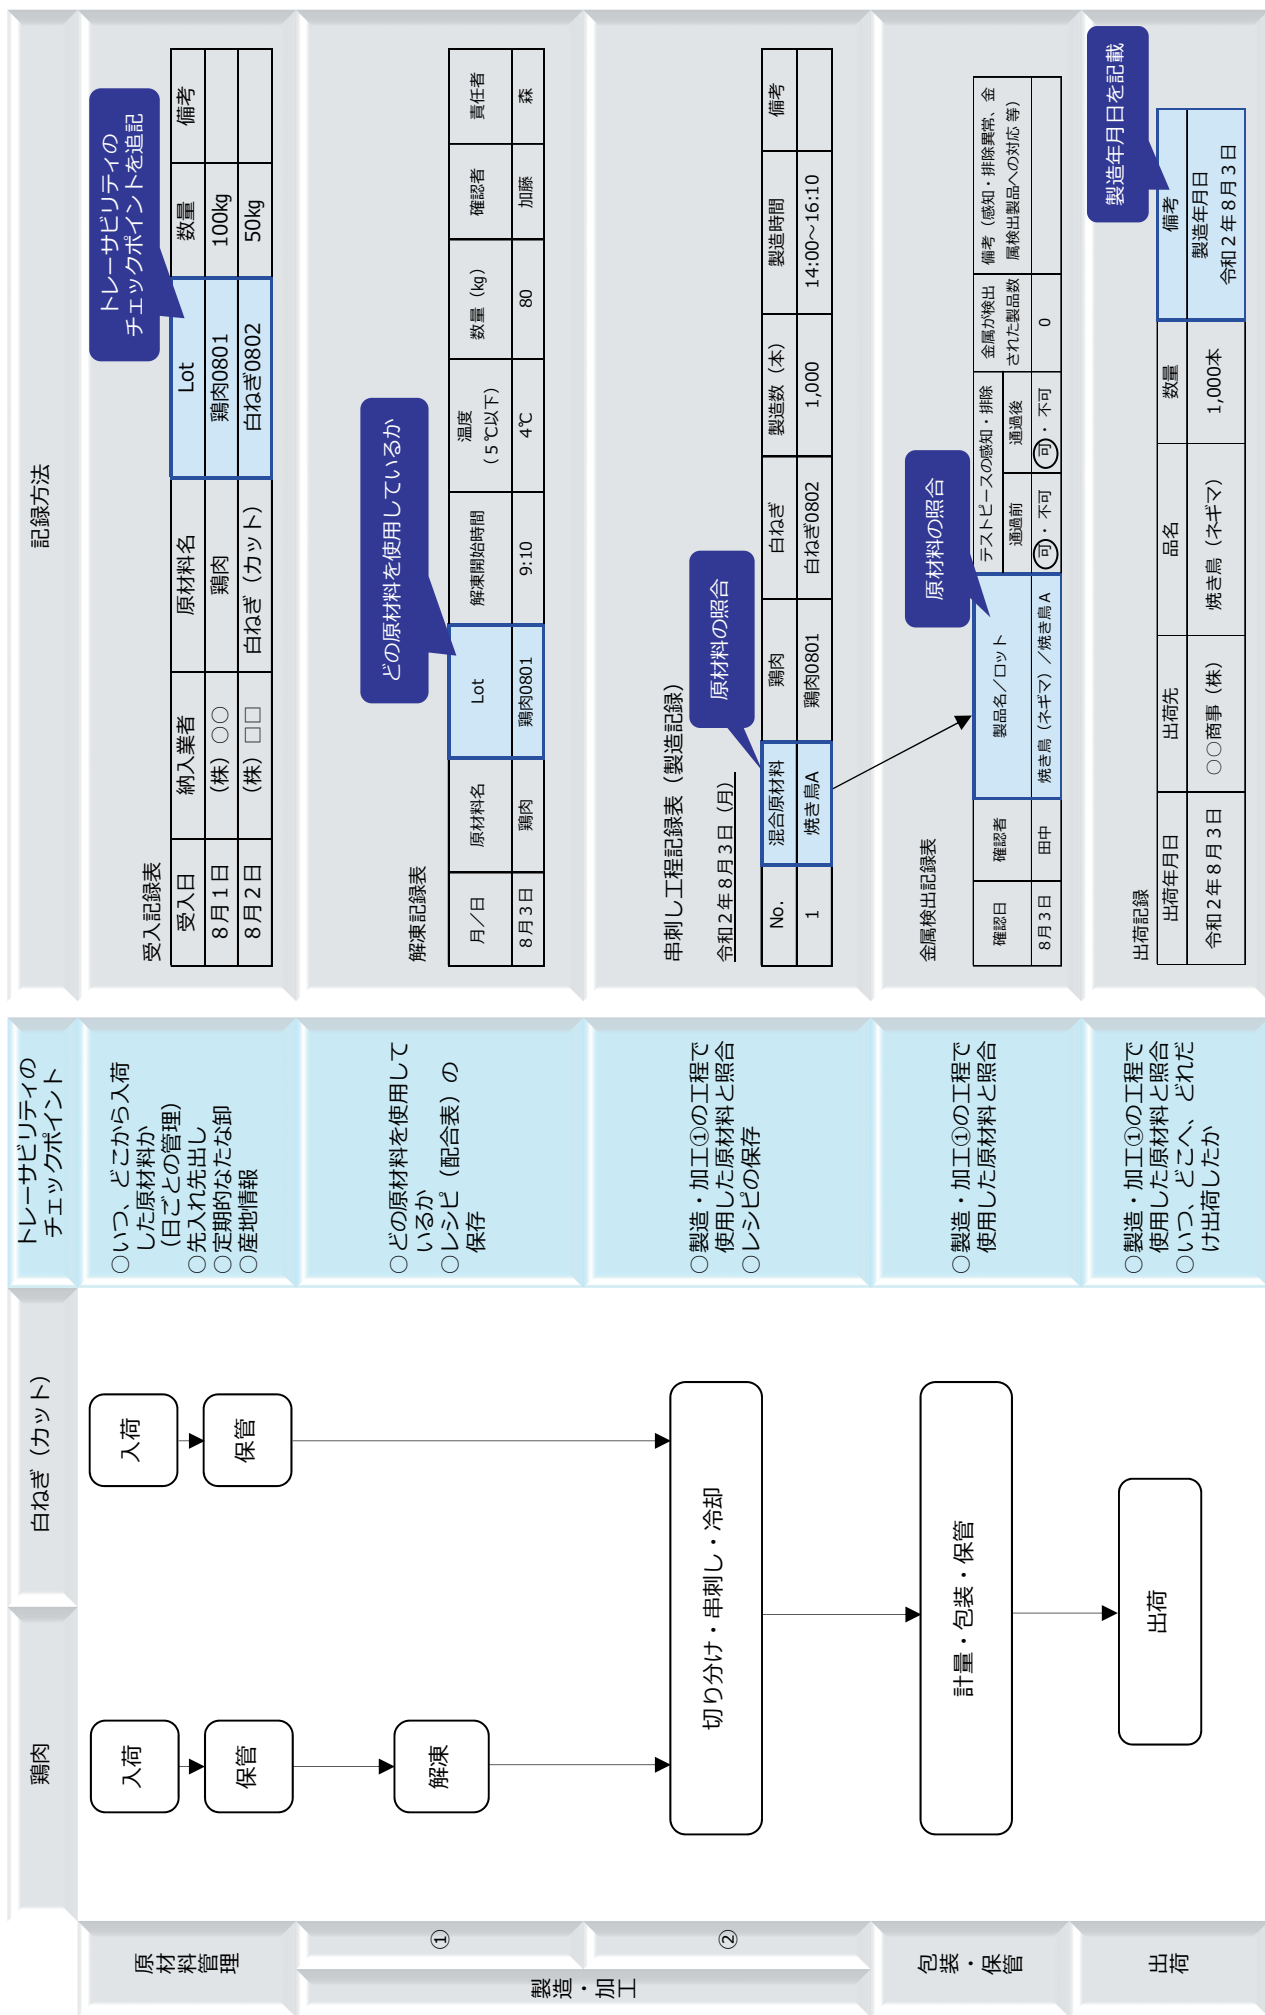 鶏肉
白ねぎ（カット）
トレーサビリティの
チェックポイント
記録方法
原材料管理
入荷
保管
入荷
保管
○いつ、どこから入荷
した原材料か
（日ごとの管理）
○先入れ先出し
○定期的なたな卸
○産地情報
トレーサビリティの
チェックポイントを追記
受入記録表
受入日 納入業者 原材料名 Lot 数量 備考
８月１日 （株）○○ 鶏肉 鶏肉0801 100kg
８月２日 （株）□□ 白ねぎ（カット） 白ねぎ0802 50kg
製造・加工
①
解凍
○どの原材料を使用して
いるか
○レシピ（配合表）の
保存
どの原材料を使用しているか
解凍記録表
月／日 原材料名 Lot 解凍開始時間 温度
（５℃以下） 数量（kg） 確認者 責任者
８月３日 鶏肉 鶏肉0801 9:10 4℃ 80 加藤 森
②
切り分け・串刺し・冷却
○製造・加工①の工程で
使用した原材料と照合
○レシピの保存
串刺し工程記録表（製造記録）
原材料の照合
令和２年８月３日（月）
No. 混合原材料 鶏肉 白ねぎ 製造数（本） 製造時間 備考
1 焼き鳥A 鶏肉0801 白ねぎ0802 1,000 14:00～16:10
包装・保管
計量・包装・保管
○製造・加工①の工程で
使用した原材料と照合
原材料の照合
金属検出記録表
確認日 確認者 製品名／ロット テストピースの感知・排除 金属が検出
された製品数 備考（感知・排除異常、金
属検出製品への対応 等）
通過前 通過後
８月３日 田中 焼き鳥（ネギマ）／焼き鳥Ａ 可・不可 可・不可 0
出荷
出荷
○製造・加工①の工程で
使用した原材料と照合
○いつ、どこへ、どれだ
け出荷したか
製造年月日を記載
出荷記録
出荷年月日 出荷先 品名 数量 備考
令和２年８月３日 ○○商事（株） 焼き鳥（ネギマ） 1,000本 製造年月日
令和２年８月３日